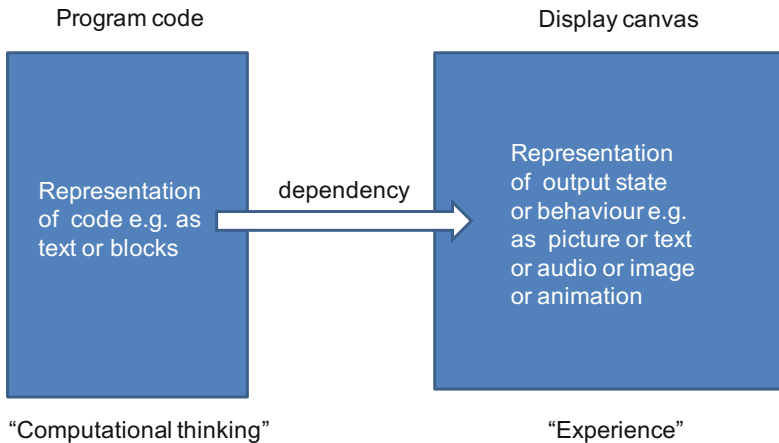 Program code
Display canvas
Representation
of code e.g. as
text or blocks
dependency
Representation
of output state
or behaviour e.g.
as picture or text
or audio or image
or animation
“Computational thinking”
“Experience”